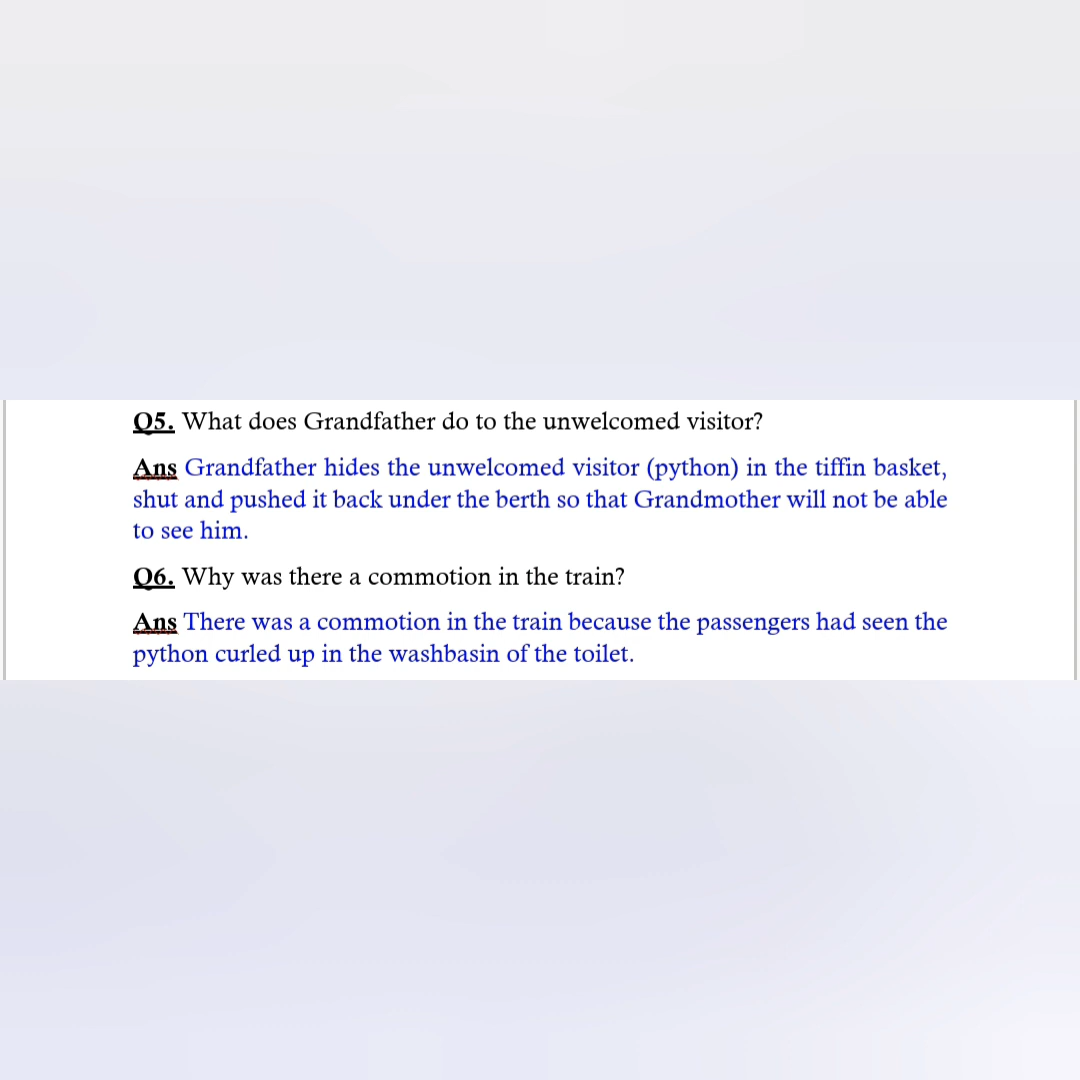 Q5. What does Grandfather do to the unwelcomed visitor?
Ans Grandfather hides the unwelcomed visitor (python) in the tiffin basket,
shut and pushed it back under the berth so that Grandmother will not be able
to see him.
Q6. Why was there a commotion in the train?
Ans There was a commotion in the train because the passengers had seen the
python curled up in the washbasin of the toilet.